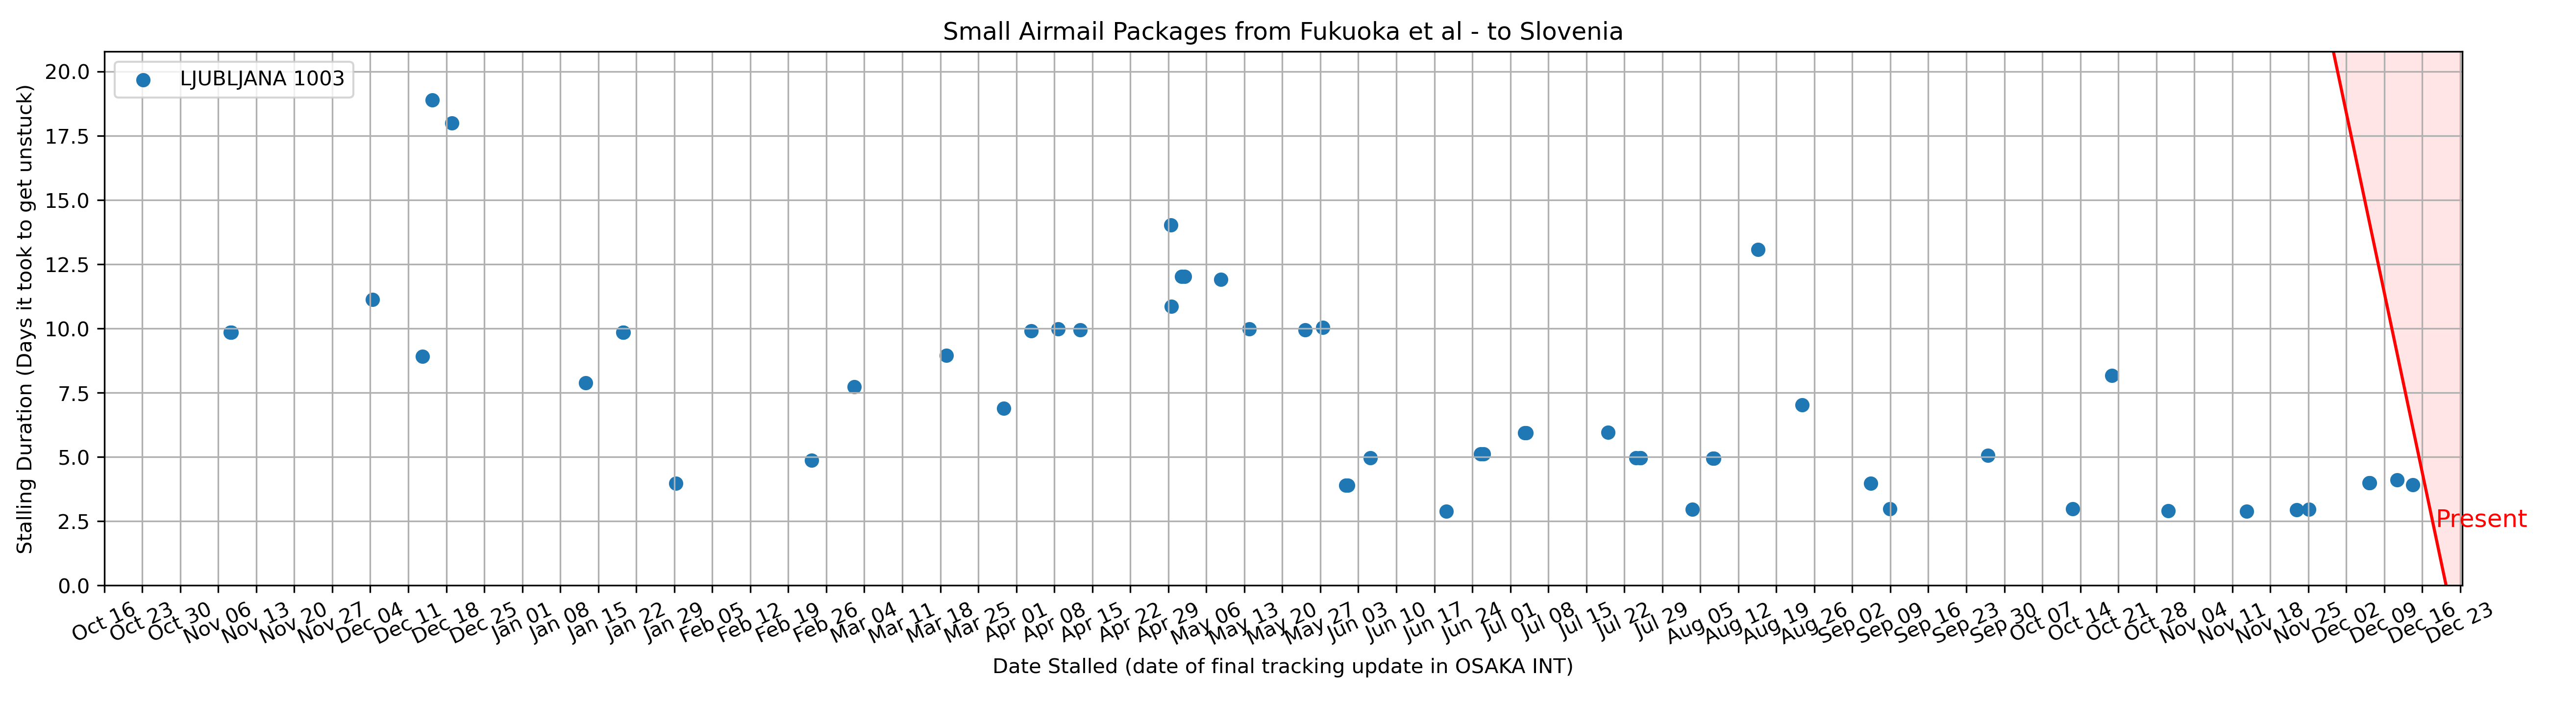 Small Airmail Packages from Fukuoka et al - to Slovenia
LJUBLJANA 1003
Stalling Duration (Days it took to get unstuck)
20.0
17.5
15.0
12.5
10.0
7.5
5.0
2.5
0.0
Present
Oct 16 Oct 23 Oct 30 Nov 06 Nov 13 Nov 20 Nov 27 Dec 04 Dec 11 Dec 18 Dec 25 Jan 01 Jan 08 Jan 15 Jan 22 Jan 29 Feb 05 Feb 12 Feb 19 Feb 26 Mar 04 Mar 11 Mar 18 Mar 25 Apr 01 Apr 08 Apr 15 Apr 22 Apr 29 May 06 May 13 May 20 May 27 Jun 03 Jun 10 Jun 17 Jun 24 Jul 01 Jul 08 Jul 15 Jul 22 Jul 29 Aug 05 Aug 12 Aug 19 Aug 26 Sep 02 Sep 09 Sep 16 Sep 23 Sep 30 Oct 07 Oct 14 Oct 21 Oct 28 Nov 04 Nov 11 Nov 18 Nov 25 Dec 02 Dec 09 Dec 16 Dec 23
Date Stalled (date of final tracking update in OSAKA INT)